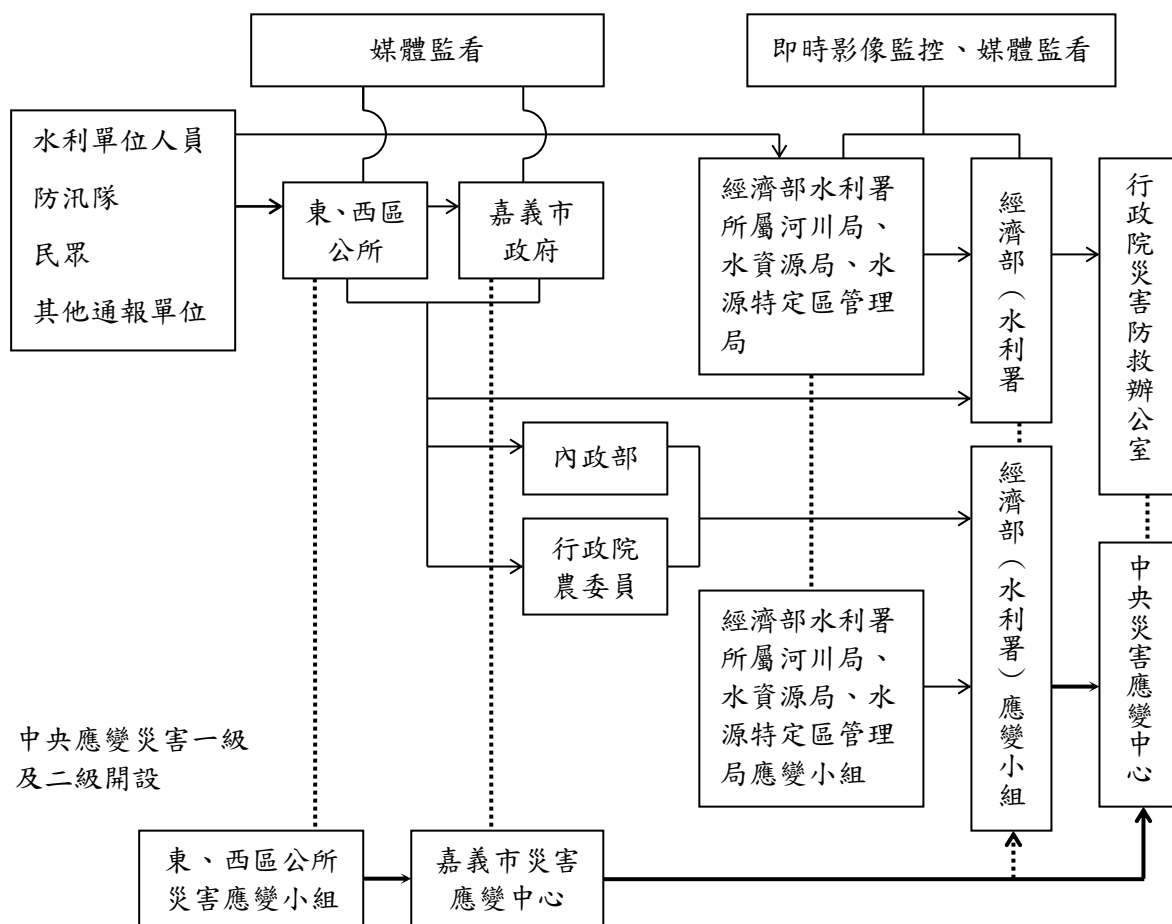 媒體監看
即時影像監控、媒體監看
水利單位人員
防汛隊
民眾
其他通報單位
東、西區
公所
嘉義市
政府
經濟部水利署
所屬河川局、
水資源局、水
源特定區管理
局
經濟部（水利署
行政院災害防救辦公室
內政部
行政院
農委員
經濟部水利署
所屬河川局、
水資源局、水
源特定區管理
局應變小組
經濟部（水利署）應變小組
中央災害應變中心
中央應變災害一級
及二級開設
東、西區公所
災害應變小組
嘉義市災害
應變中心